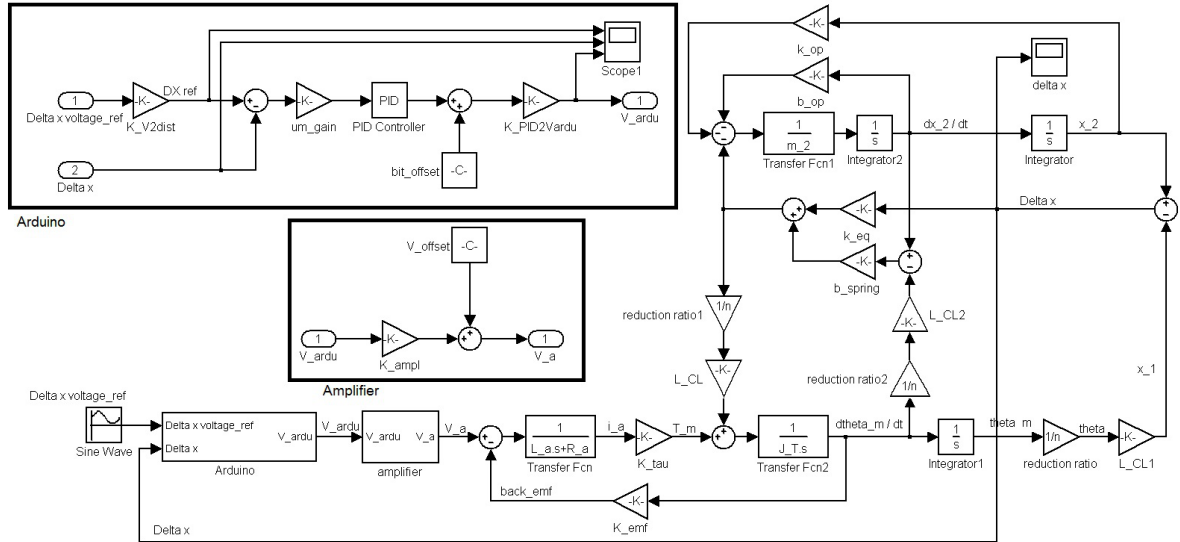 -K-
k_op
Scope1
delta x
-K-
b_op
1
Delta x voltage_ref
-K-
K_V2dist
DX ref
-K-
um_gain
PID
PID Controller
-K-
K_PID2Vardu
1
V_ardu
1
m_2
Transfer Fcn1
1
s
Integrator2
dx_2 / dt
1
s
Integrator
x_2
2
Delta x
bit_offset
-C-
Arduino
-K-
k_eq
Delta x
V_offset
-C-
-K-
b_spring
1/n
reduction ratio1
-K-
L_CL2
1
V_ardu
-K-
K_ampl
1
V_a
Amplifier
-K-
L_CL
1/n
reduction ratio2
x_1
Delta x voltage_ref
Sine Wave
Delta x voltage_ref
Delta x
V_ardu
Arduino
V_ardu
V_ardu
V_a
amplifier
V_a
1
L_a.s+R_a
Transfer Fcn
i_a
-K-
K_tau
T_m
1
J_T.s
Transfer Fcn2
dtheta_m / dt
1
s
Integrator1
theta m
1/n
reduction ratio
theta
-K-
L_CL1
back_emf
-K-
K_emf
Delta x